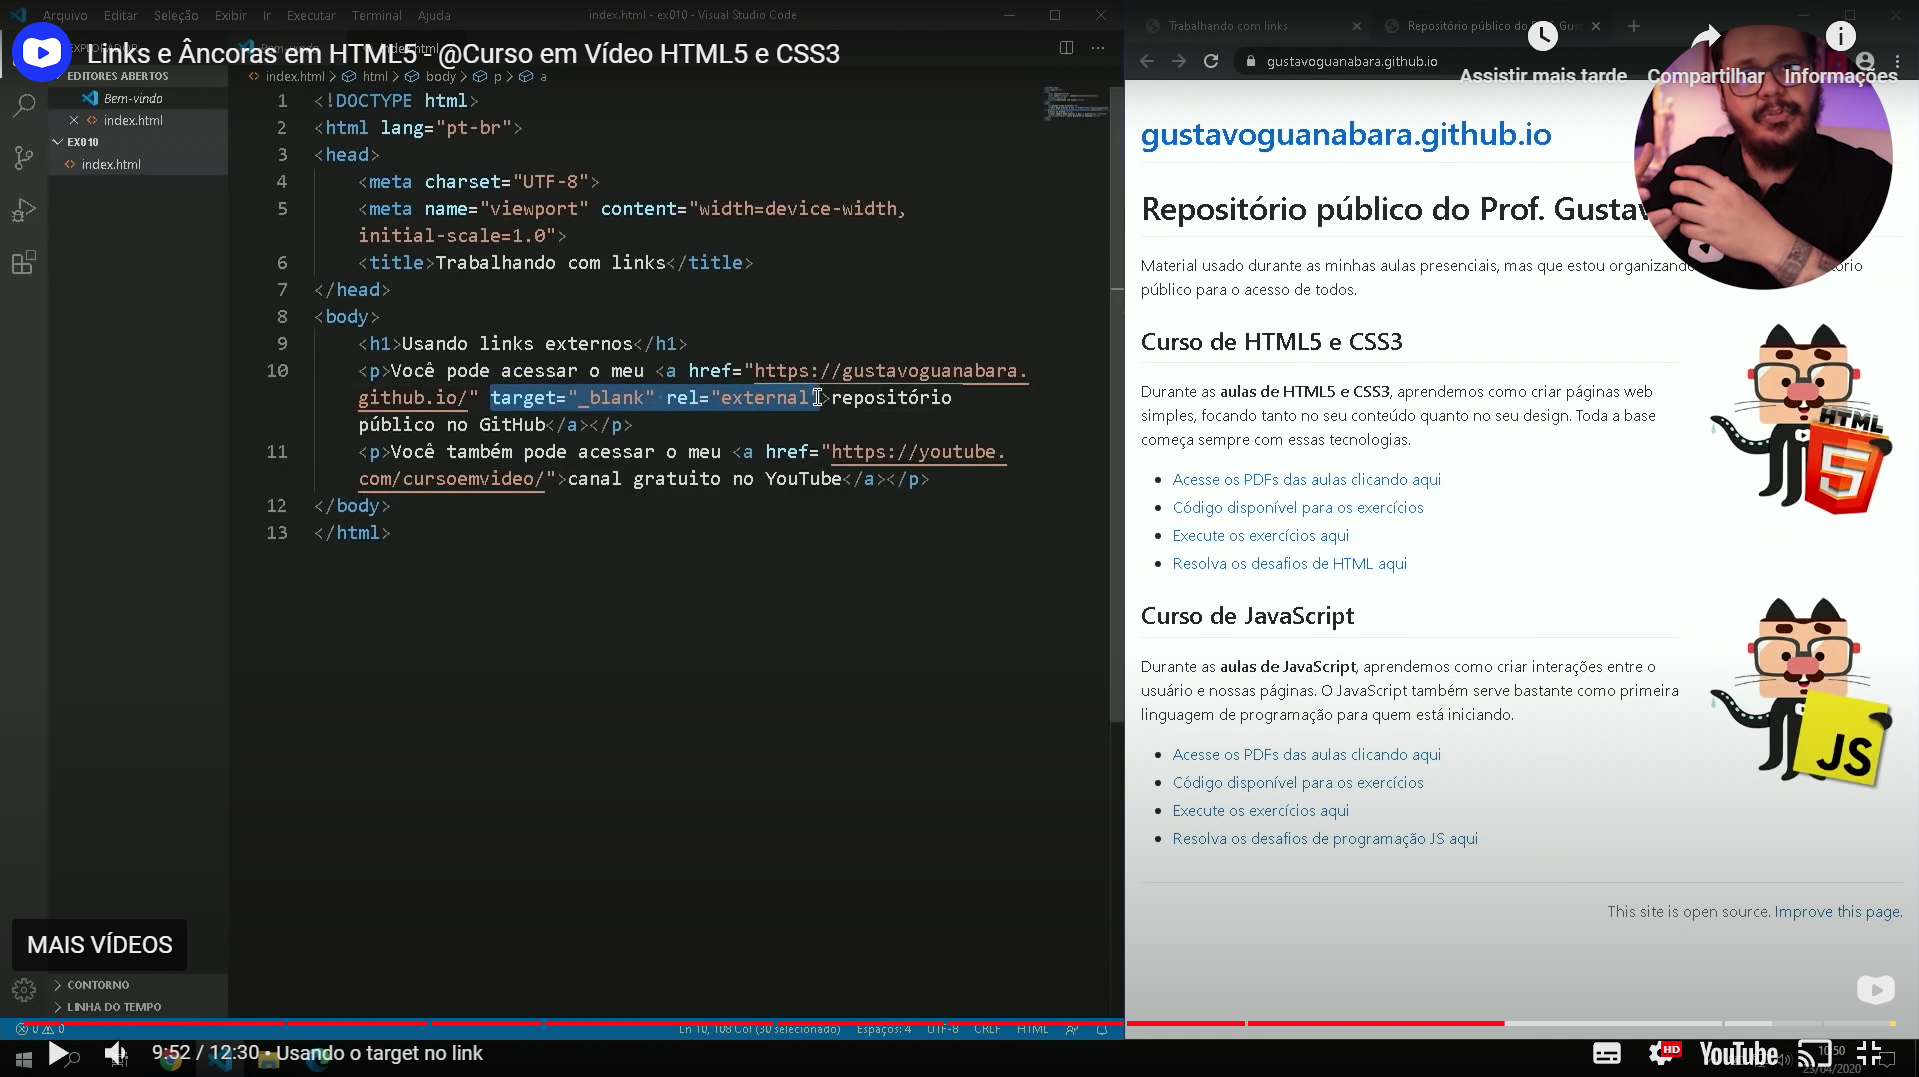 Arquivo Editar Seleção Exibir Ir Executar Terminal Ajuda
index.html - ex010 - Visual Studio Code
Links e Âncoras em HTML5 - @Curso em Vídeo HTML5 e CSS3
EDITORES ABERTOS
Bem-vindo
index.html
EX010
index.html
index.html > html > body > p > a
1 <!DOCTYPE html>
2 <html lang="pt-br">
3 <head>
4 <meta charset="UTF-8">
5 <meta name="viewport" content="width=device-width,
initial-scale=1.0">
6 <title>Trabalhando com links</title>
7 </head>
8 <body>
9 <h1>Usando links externos</h1>
10 <p>Você pode acessar o meu <a href="https://gustavoguanabara.
github.io/" target="_blank" rel="external">repositório
público no GitHub</a></p>
11 <p>Você também pode acessar o meu <a href="https://youtube.
com/cursoemvideo/">canal gratuito no YouTube</a></p>
12 </body>
13 </html>
MAIS VÍDEOS
CONTORNO
LINHA DO TEMPO
0 0
Ln 10, 108 Col (30 selecionado) Espaços: 4 UTF-8 CRLF HTML
Trabalhando com links
Repositório público do Prof. Gus
gustavoguanabara.github.io
Assistir mais tarde Compartilhar Informações
gustavoguanabara.github.io
Repositório público do Prof. Gustav
Material usado durante as minhas aulas presenciais, mas que estou organizando
público para o acesso de todos.
Curso de HTML5 e CSS3
Durante as aulas de HTML5 e CSS3, aprendemos como criar páginas web
simples, focando tanto no seu conteúdo quanto no seu design. Toda a base
começa sempre com essas tecnologias.
HTML
5
Acesse os PDFs das aulas clicando aqui
Código disponível para os exercícios
Execute os exercícios aqui
Resolva os desafios de HTML aqui
Curso de JavaScript
Durante as aulas de JavaScript, aprendemos como criar interações entre o
usuário e nossas páginas. O JavaScript também serve bastante como primeira
linguagem de programação para quem está iniciando.
JS
Acesse os PDFs das aulas clicando aqui
Código disponível para os exercícios
Execute os exercícios aqui
Resolva os desafios de programação JS aqui
This site is open source. Improve this page.
9:52 / 12:30 • Usando o target no link
HD
YouTube
10:50
23/04/2020